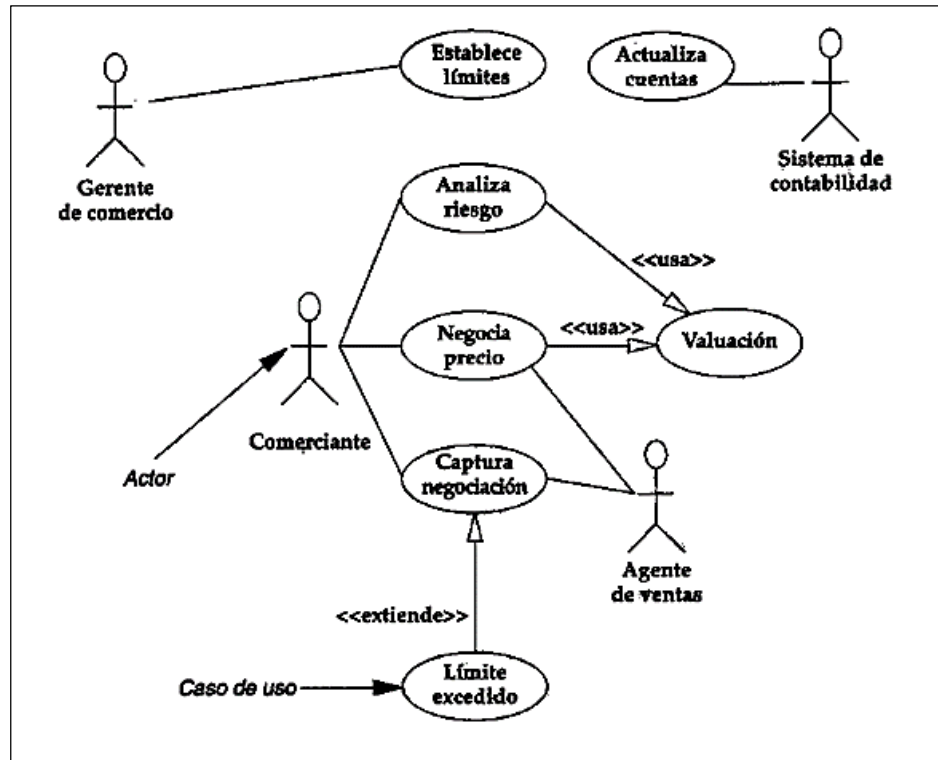 Establece
límites
Actualiza
cuentas
Gerente
de comercio
Sistema de
contabilidad
Analiza
riesgo
<<usa>>
Negocia
precio
<<usa>>
Valuación
Comerciante
Actor
Captura
negociación
Agente
de ventas
<<extiende>>
Caso de uso
Límite
excedido